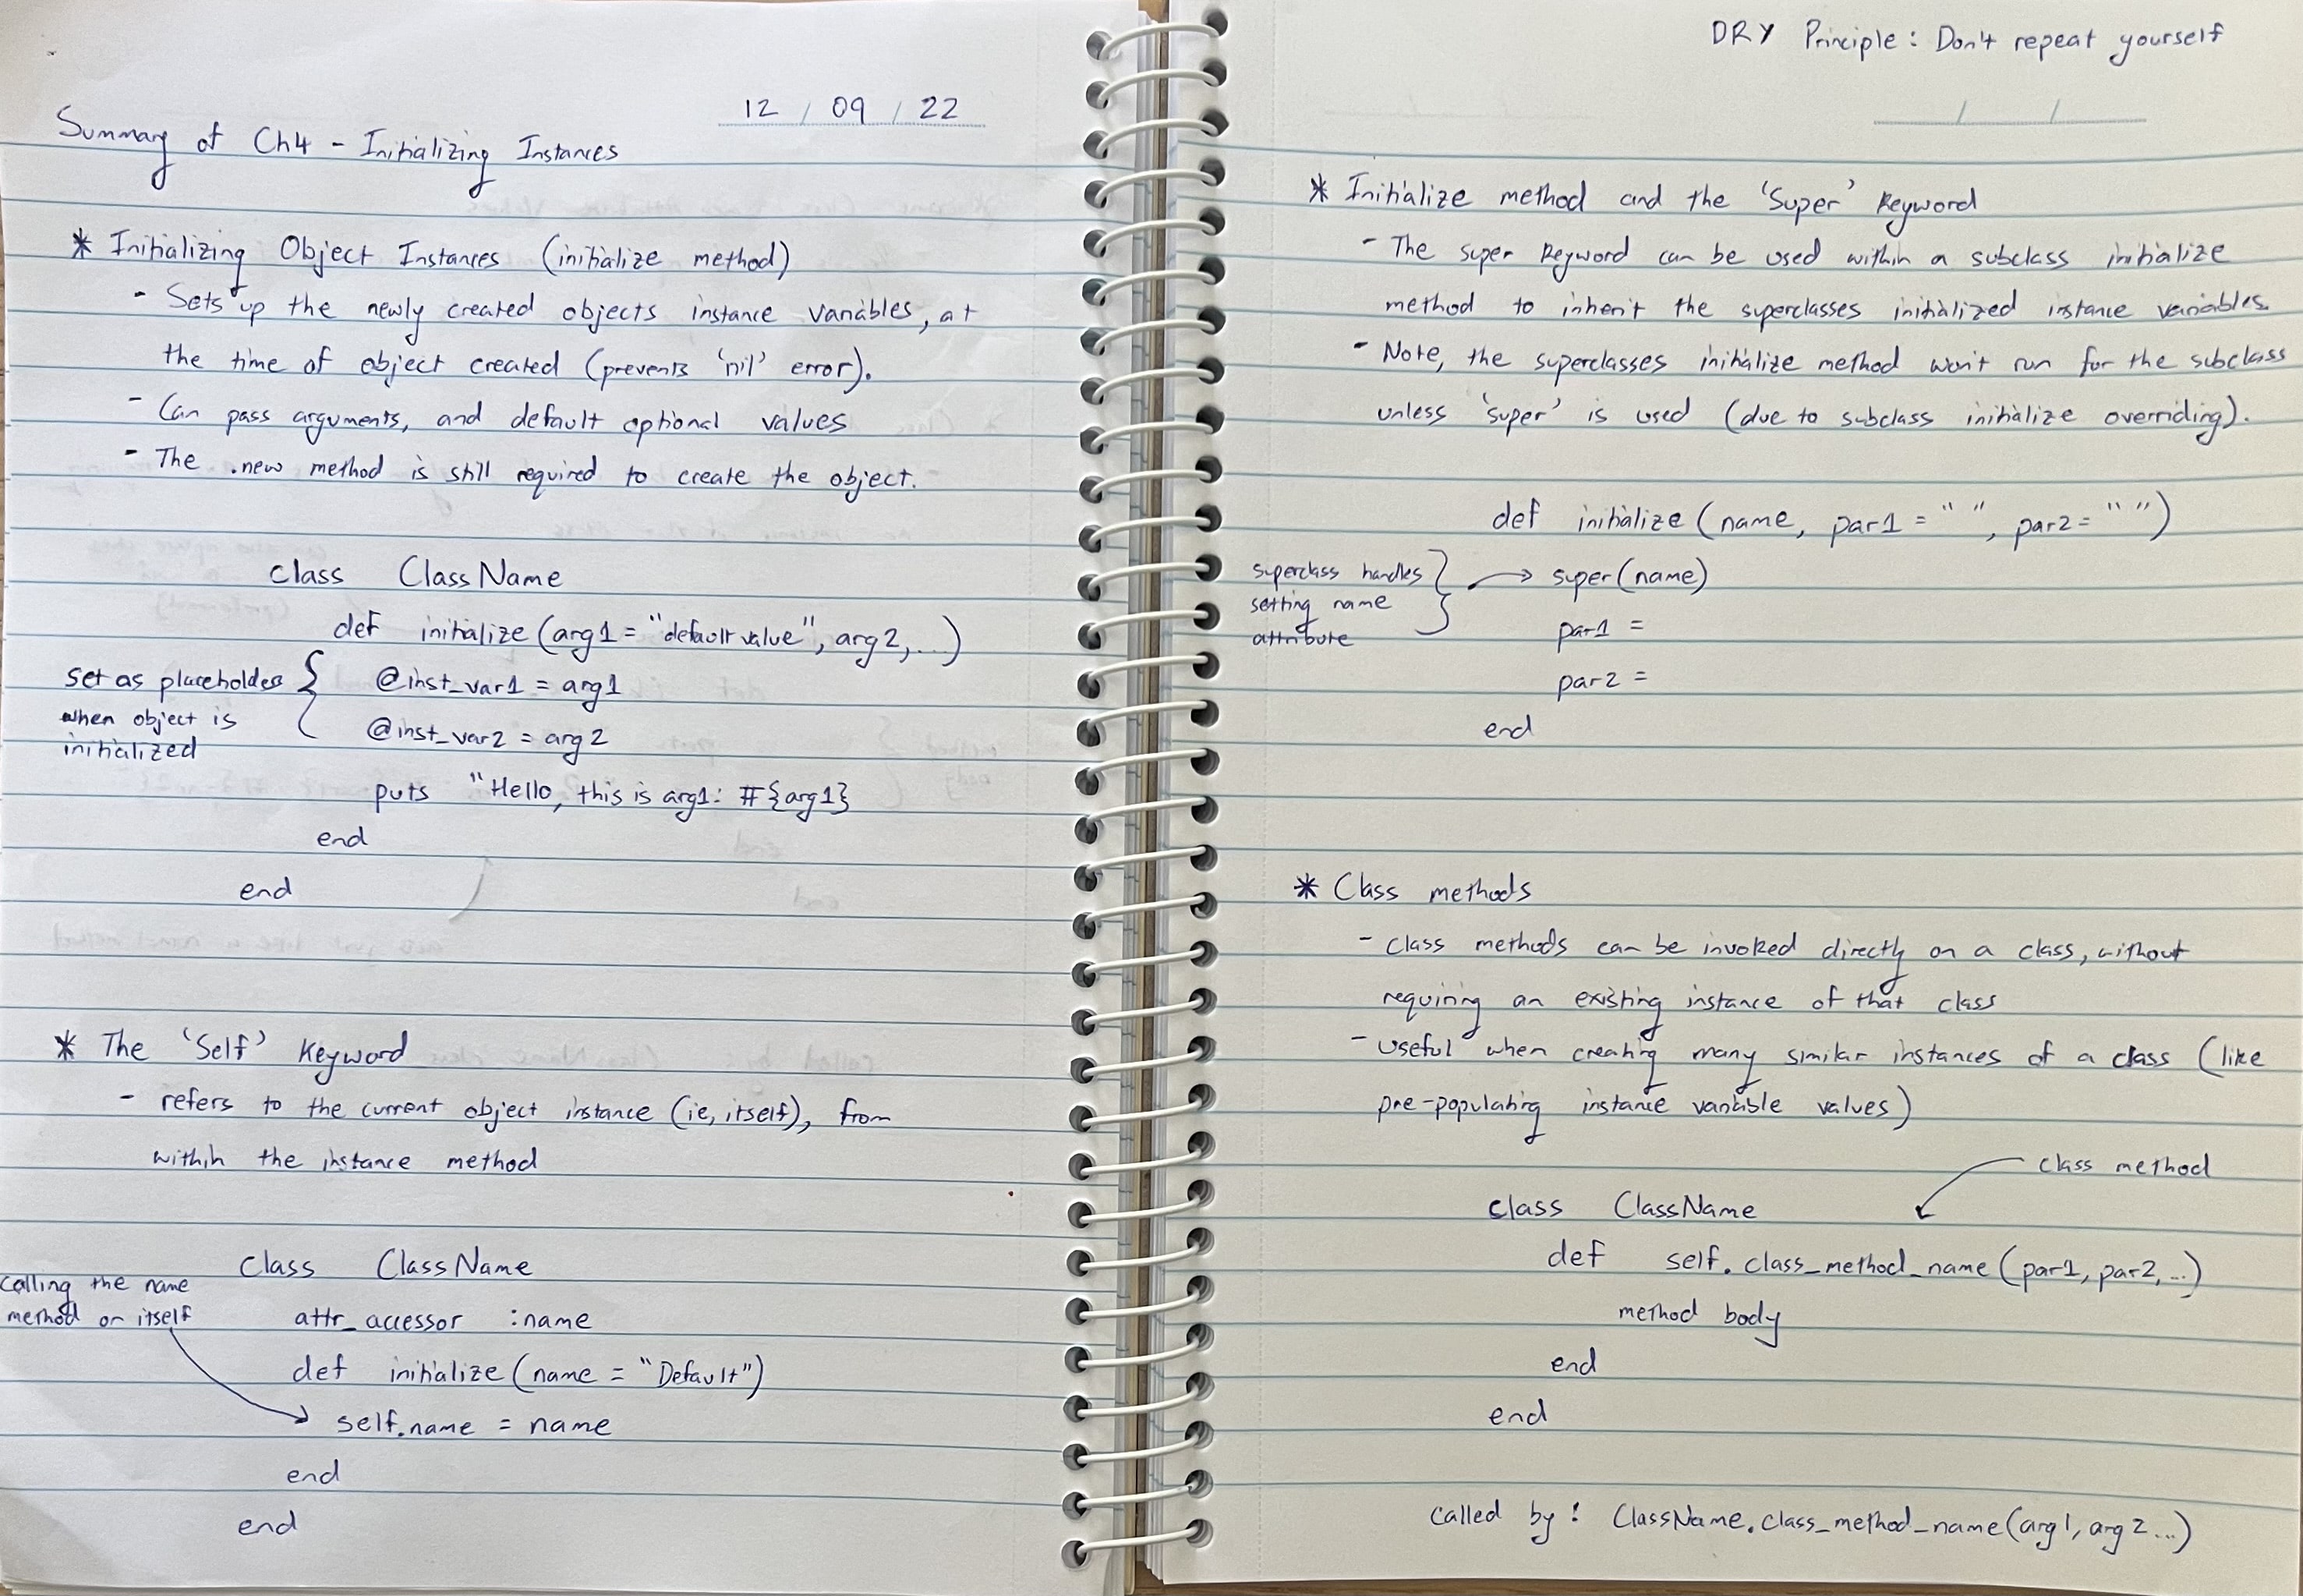 12 / 09 / 22
Summary of Ch4 - Initializing Instances
* Initializing Object Instances (initialize method)
- Sets up the newly created objects instance variables, at
the time of object created (prevents 'nil' error).
- Can pass arguments, and default optional values
- The .new method is still required to create the object.
class ClassName
def initialize (arg1 = "default value", arg2,...)
set as placeholder
when object is
initialized
{ @inst_var1 = arg1
@inst_var2 = arg2
puts "Hello, this is arg1: #{arg1}
end
end
* The 'Self' Keyword
- refers to the current object instance (ie, itself), from
within the instance method
class ClassName
calling the name
method on itself
attr_accessor :name
def initialize (name = "Default")
self.name = name
end
end
DRY Principle: Don't repeat yourself
/ /
* Initialize method and the 'Super' Keyword
- The super Keyword can be used within a subclass initialize
method to inherit the superclasses initialized instance variables.
- Note, the superclasses initialize method won't run for the subclass
unless 'super' is used (due to subclass initialize overriding).
def initialize (name, par1 = " ", par2 = " ")
superclass handles
setting name
attribute
} → super(name)
par1 =
par2 =
end
* Class methods
- class methods can be invoked directly on a class, without
requiring an existing instance of that class
- useful when creating many similar instances of a class (like
pre-populating instance variable values)
class method
class ClassName
def self.class_method_name (par1, par2, ...)
method body
end
end
called by: ClassName.class_method_name(arg1, arg2...)